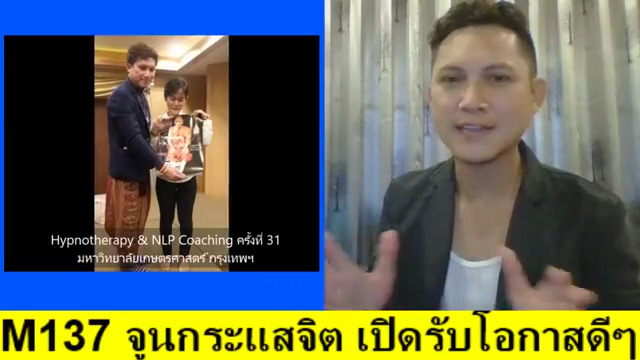 Hypnotherapy & NLP Coaching ครั้งที่ 31
มหาวิทยาลัยเกษตรศาสตร์ กรุงเทพฯ
M137 จูนกระแสจิต เปิดรับโอกาสดีๆ